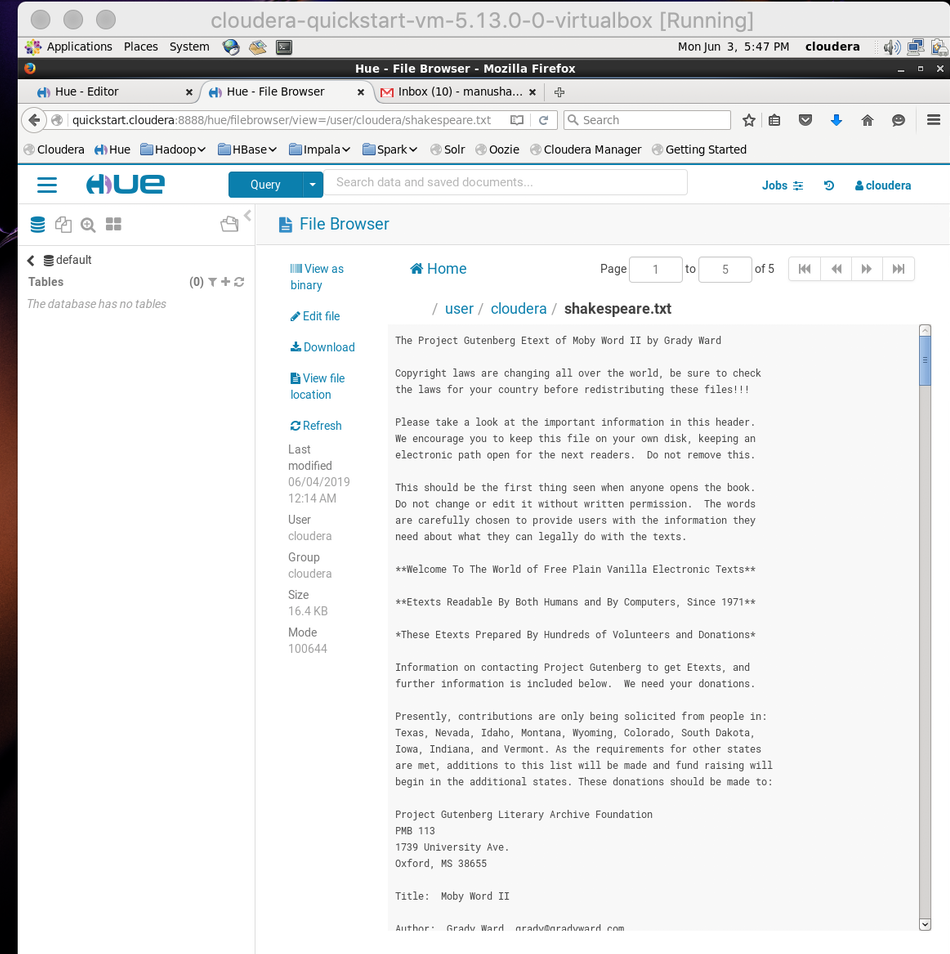 cloudera-quickstart-vm-5.13.0-0-virtualbox [Running]
Applications Places System Mon Jun 3, 5:47 PM cloudera
Hue - File Browser - Mozilla Firefox
Hue - Editor Hue - File Browser Inbox (10) - manusha...
quickstart.cloudera:8888/hue/filebrowser/view=/user/cloudera/shakespeare.txt Search
Cloudera Hue Hadoop HBase Impala Spark Solr Oozie Cloudera Manager Getting Started
HUE Query Search data and saved documents... Jobs cloudera
File Browser
default
Tables (0)
The database has no tables
View as
binary
Edit file
Download
View file
location
Refresh
Last
modified
06/04/2019
12:14 AM
User
cloudera
Group
cloudera
Size
16.4 KB
Mode
100644
Home Page 1 to 5 of 5
/ user / cloudera / shakespeare.txt
The Project Gutenberg Etext of Moby Word II by Grady Ward
Copyright laws are changing all over the world, be sure to check
the laws for your country before redistributing these files!!!
Please take a look at the important information in this header.
We encourage you to keep this file on your own disk, keeping an
electronic path open for the next readers.  Do not remove this.
This should be the first thing seen when anyone opens the book.
Do not change or edit it without written permission.  The words
are carefully chosen to provide users with the information they
need about what they can legally do with the texts.
**Welcome To The World of Free Plain Vanilla Electronic Texts**
**Etexts Readable By Both Humans and By Computers, Since 1971**
*These Etexts Prepared By Hundreds of Volunteers and Donations*
Information on contacting Project Gutenberg to get Etexts, and
further information is included below.  We need your donations.
Presently, contributions are only being solicited from people in:
Texas, Nevada, Idaho, Montana, Wyoming, Colorado, South Dakota,
Iowa, Indiana, and Vermont. As the requirements for other states
are met, additions to this list will be made and fund raising will
begin in the additional states. These donations should be made to:
Project Gutenberg Literary Archive Foundation
PMB 113
1739 University Ave.
Oxford, MS 38655
Title:  Moby Word II
Author:  Grady Ward  grady@gradyward.com